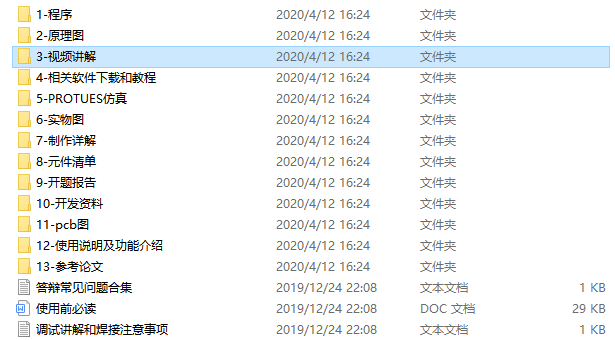 1-程序 2020/4/12 16:24 文件夹
2-原理图 2020/4/12 16:24 文件夹
3-视频讲解 2020/4/12 16:24 文件夹
4-相关软件下载和教程 2020/4/12 16:24 文件夹
5-PROTUES仿真 2020/4/12 16:24 文件夹
6-实物图 2020/4/12 16:24 文件夹
7-制作详解 2020/4/12 16:24 文件夹
8-元件清单 2020/4/12 16:24 文件夹
9-开题报告 2020/4/12 16:24 文件夹
10-开发资料 2020/4/12 16:24 文件夹
11-pcb图 2020/4/12 16:24 文件夹
12-使用说明及功能介绍 2020/4/12 16:24 文件夹
13-参考论文 2020/4/12 16:24 文件夹
答辩常见问题合集 2019/12/24 22:08 文本文档 1 KB
使用前必读 2019/12/24 22:08 DOC 文档 29 KB
调试讲解和焊接注意事项 2019/12/24 22:08 文本文档 1 KB